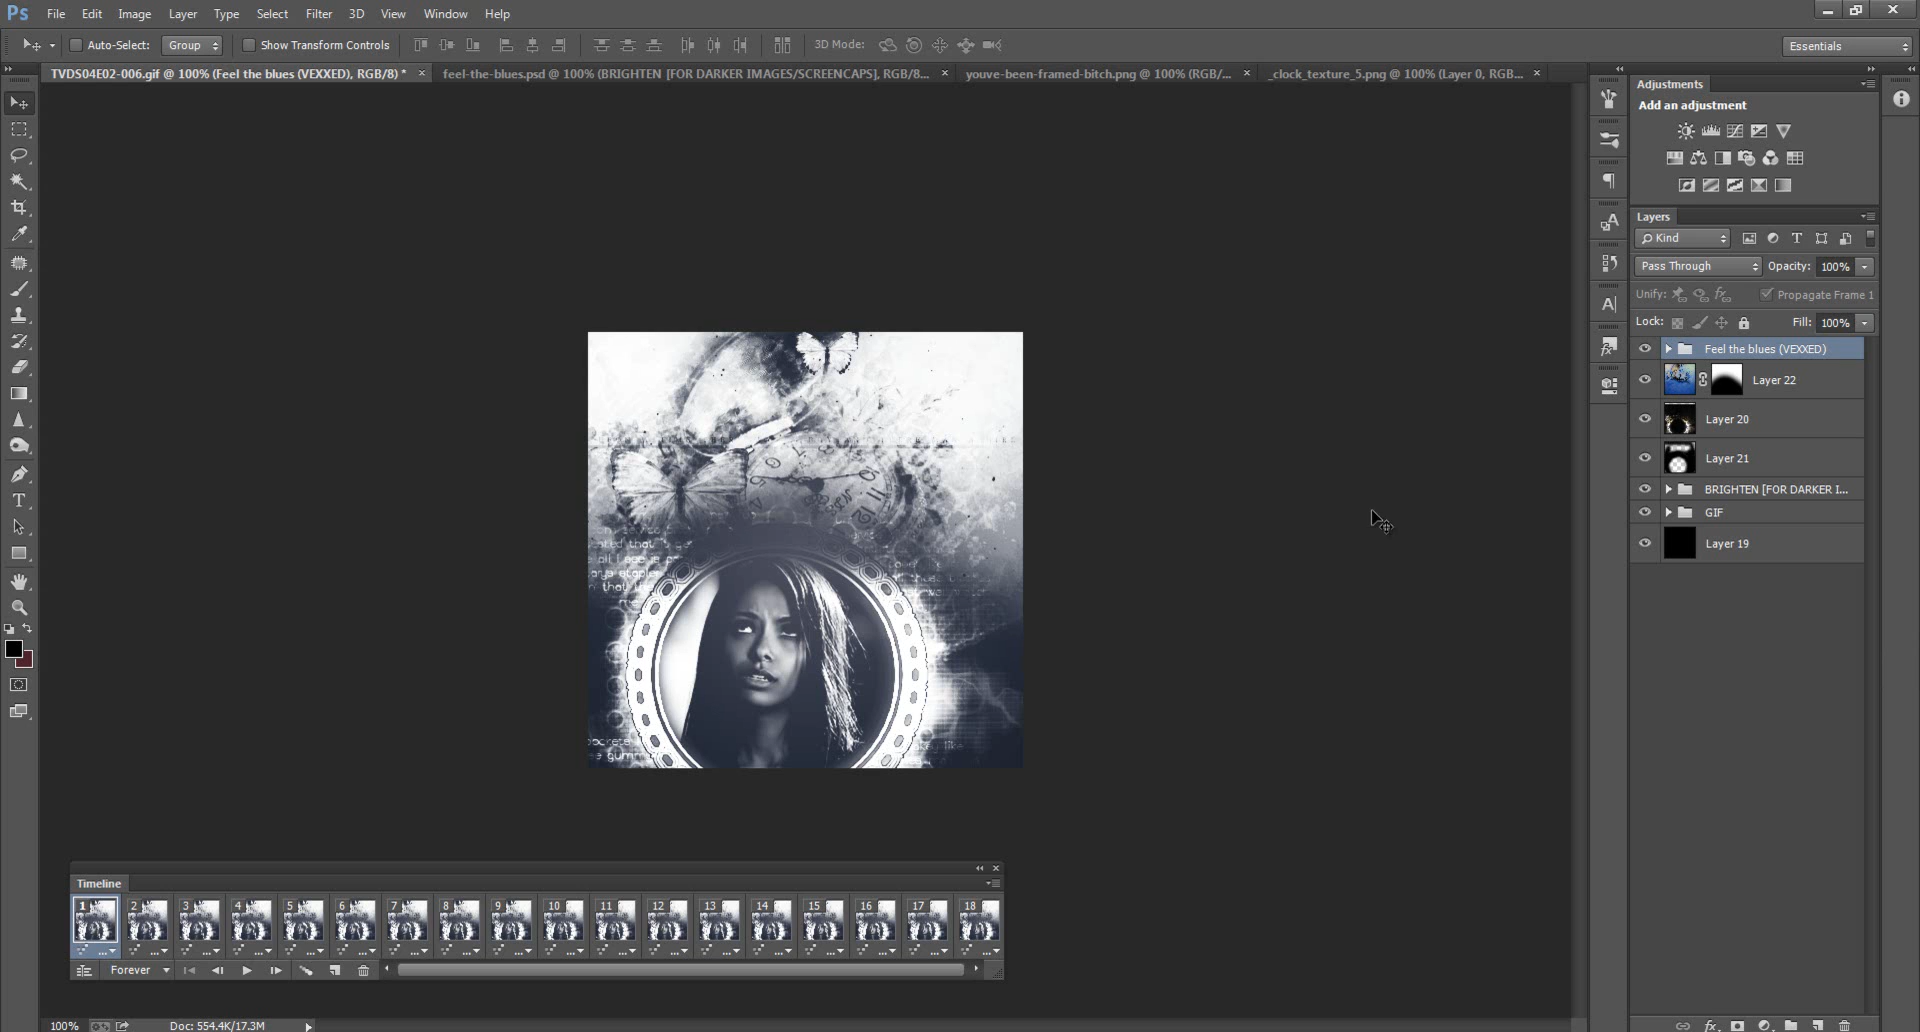 Ps File Edit Image Layer Type Select Filter 3D View Window Help
Auto-Select: Group Show Transform Controls 3D Mode: Essentials
TVDS04E02-006.gif @ 100% (Feel the blues (VEXXED), RGB/8) * × feel-the-blues.psd @ 100% (BRIGHTEN [FOR DARKER IMAGES/SCREENCAPS], RGB/8... × youve-been-framed-bitch.png @ 100% (RGB/... × _clock_texture_5.png @ 100% (Layer 0, RGB... ×
Adjustments
Add an adjustment
Layers
Kind
Pass Through Opacity: 100%
Unify: Propagate Frame 1
Lock: Fill: 100%
Feel the blues (VEXXED)
Layer 22
Layer 20
Layer 21
BRIGHTEN [FOR DARKER I...
GIF
Layer 19
that
all
that
Timeline
1 2 3 4 5 6 7 8 9 10 11 12 13 14 15 16 17 18
Forever
100% Doc: 554.4K/17.3M